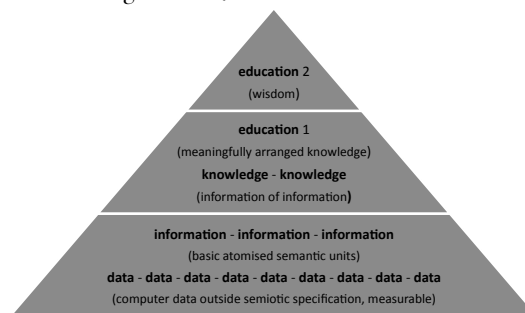 education 2
(wisdom)
education 1
(meaningfully arranged knowledge)
knowledge - knowledge
(information of information)
information - information - information
(basic atomised semantic units)
data - data - data - data - data - data - data - data - data
(computer data outside semiotic specification, measurable)